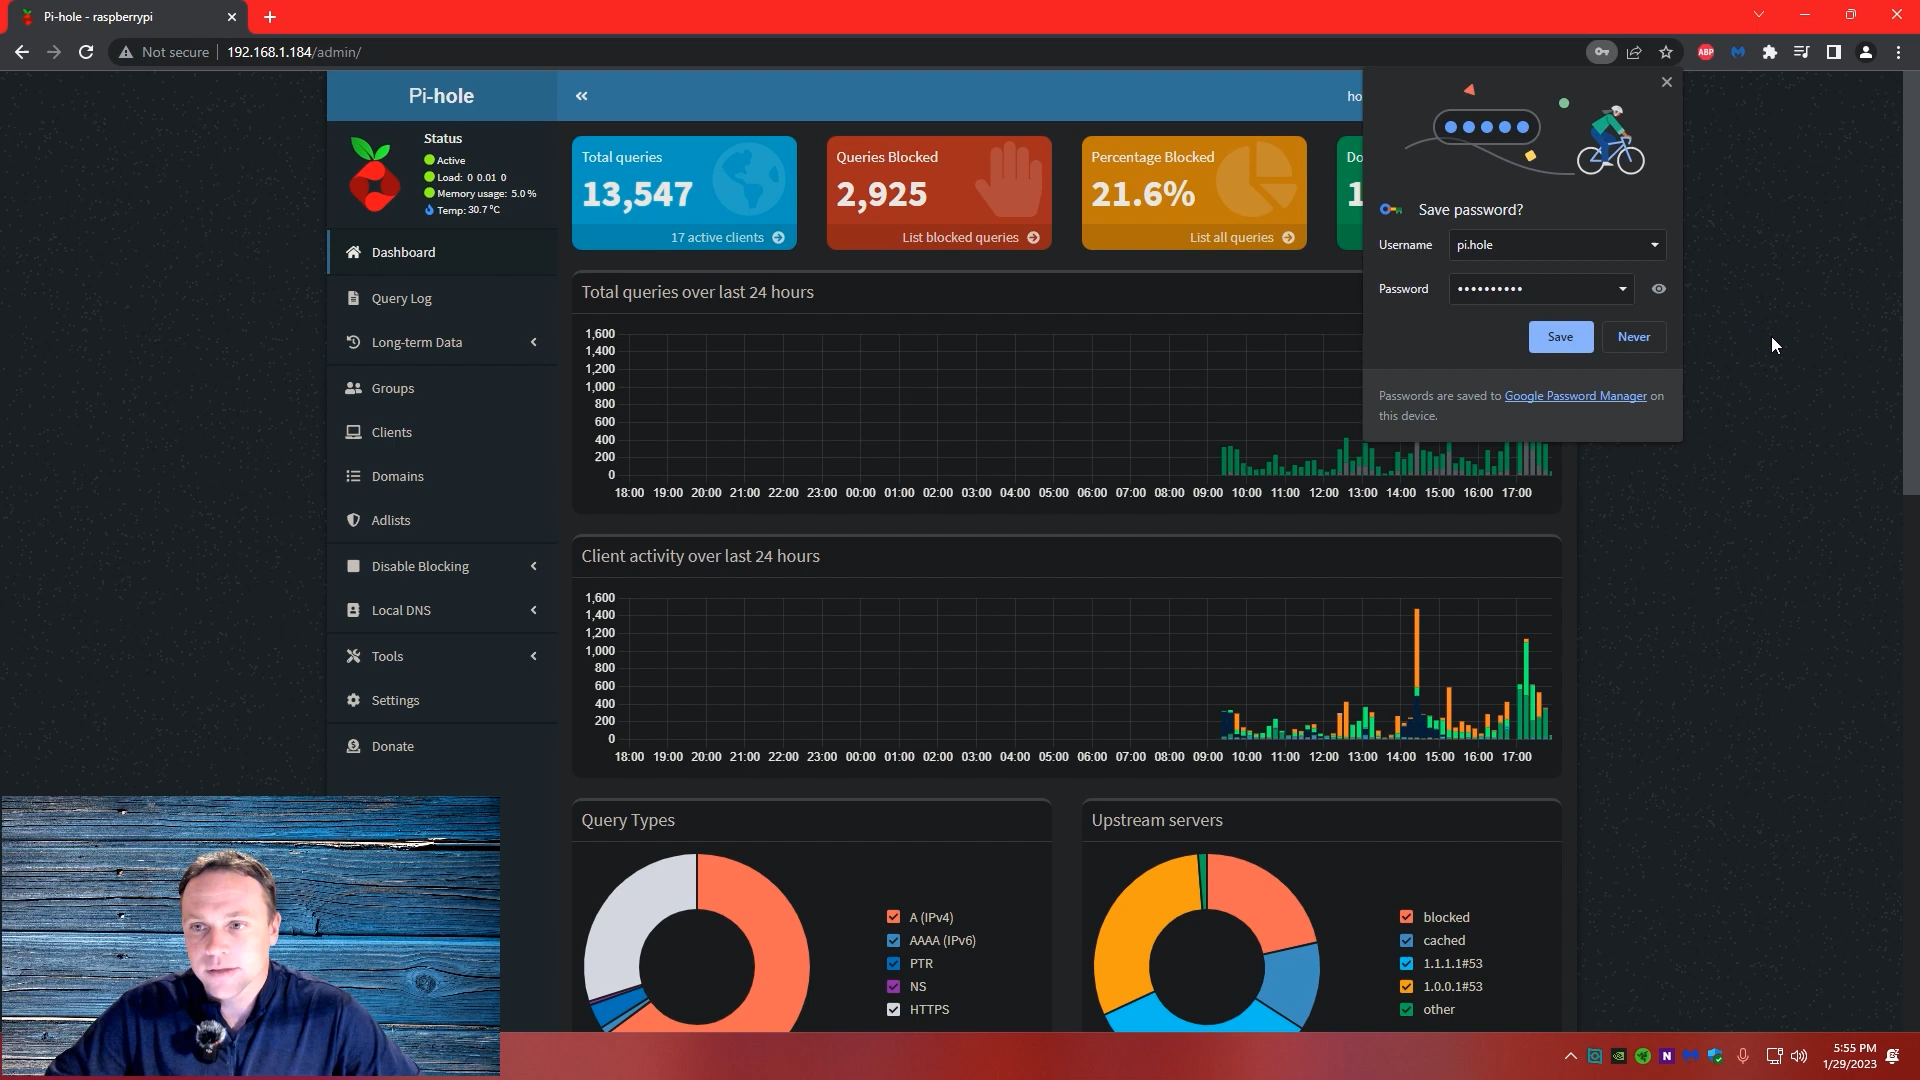 Pi-hole - raspberrypi
Not secure
192.168.1.184/admin/
ABP
Pi-hole
ho
Status
Active
Load: 0 0.01 0
Memory usage: 5.0 %
Temp: 30.7 °C
Dashboard
Query Log
Long-term Data
Groups
Clients
Domains
Adlists
Disable Blocking
Local DNS
Tools
Settings
Donate
Total queries
13,547
17 active clients
Queries Blocked
2,925
List blocked queries
Percentage Blocked
21.6%
List all queries
Do
1
Save password?
Username
pi.hole
Password
••••••••••
Save
Never
Passwords are saved to Google Password Manager on
this device.
Total queries over last 24 hours
1,600
1,400
1,200
1,000
800
600
400
200
0
18:00 19:00 20:00 21:00 22:00 23:00 00:00 01:00 02:00 03:00 04:00 05:00 06:00 07:00 08:00 09:00 10:00 11:00 12:00 13:00 14:00 15:00 16:00 17:00
Client activity over last 24 hours
1,600
1,400
1,200
1,000
800
600
400
200
0
18:00 19:00 20:00 21:00 22:00 23:00 00:00 01:00 02:00 03:00 04:00 05:00 06:00 07:00 08:00 09:00 10:00 11:00 12:00 13:00 14:00 15:00 16:00 17:00
Query Types
A (IPv4)
AAAA (IPv6)
PTR
NS
HTTPS
Upstream servers
blocked
cached
1.1.1.1#53
1.0.0.1#53
other
N
5:55 PM
1/29/2023